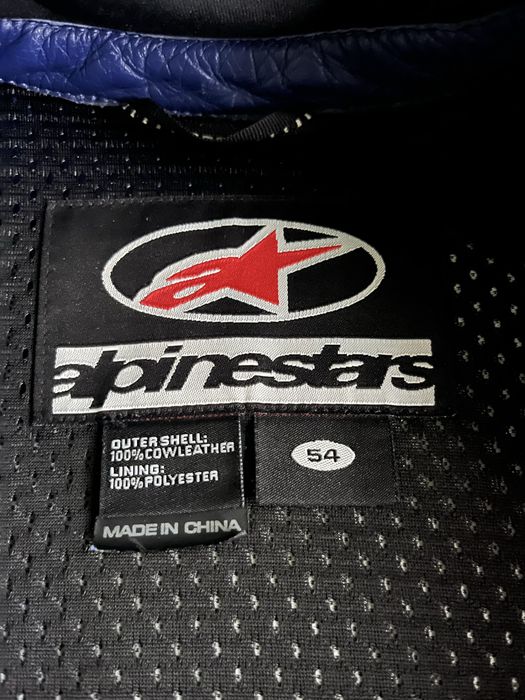 alpinestars
OUTER SHELL:
100% COWLEATHER
LINING:
100% POLYESTER
MADE IN CHINA
54